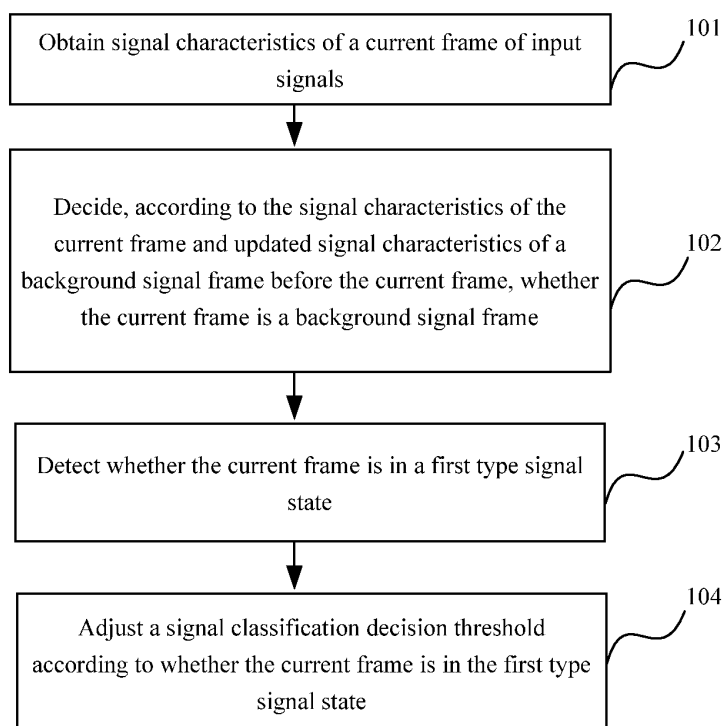 Obtain signal characteristics of a current frame of input
signals
101
Decide, according to the signal characteristics of the
current frame and updated signal characteristics of a
background signal frame before the current frame, whether
the current frame is a background signal frame
102
Detect whether the current frame is in a first type signal
state
103
Adjust a signal classification decision threshold
according to whether the current frame is in the first type
signal state
104